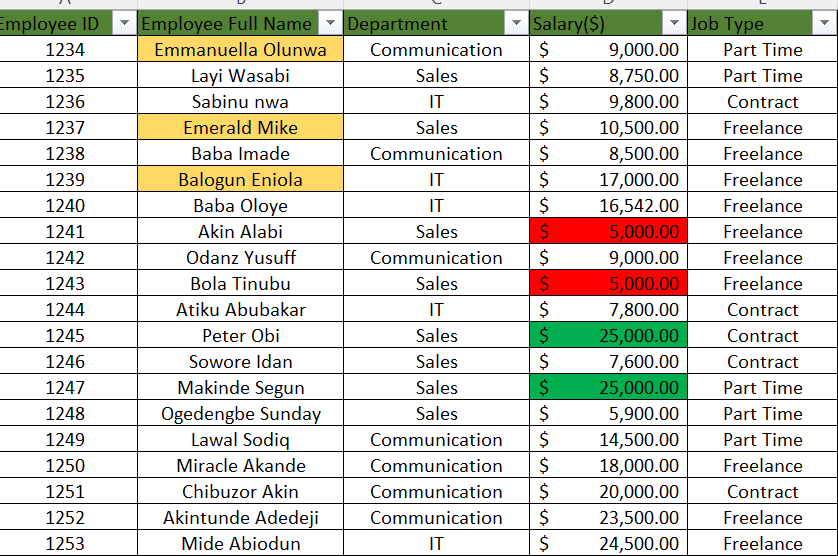 Employee ID Employee Full Name Department Salary($) Job Type
1234 Emmanuella Olunwa Communication $ 9,000.00 Part Time
1235 Layi Wasabi Sales $ 8,750.00 Part Time
1236 Sabinu nwa IT $ 9,800.00 Contract
1237 Emerald Mike Sales $ 10,500.00 Freelance
1238 Baba Imade Communication $ 8,500.00 Freelance
1239 Balogun Eniola IT $ 17,000.00 Freelance
1240 Baba Oloye IT $ 16,542.00 Freelance
1241 Akin Alabi Sales $ 5,000.00 Freelance
1242 Odanz Yusuff Communication $ 9,000.00 Freelance
1243 Bola Tinubu Sales $ 5,000.00 Freelance
1244 Atiku Abubakar IT $ 7,800.00 Contract
1245 Peter Obi Sales $ 25,000.00 Contract
1246 Sowore Idan Sales $ 7,600.00 Contract
1247 Makinde Segun Sales $ 25,000.00 Part Time
1248 Ogedengbe Sunday Sales $ 5,900.00 Part Time
1249 Lawal Sodiq Communication $ 14,500.00 Part Time
1250 Miracle Akande Communication $ 18,000.00 Freelance
1251 Chibuzor Akin Communication $ 20,000.00 Contract
1252 Akintunde Adedeji Communication $ 23,500.00 Freelance
1253 Mide Abiodun IT $ 24,500.00 Freelance